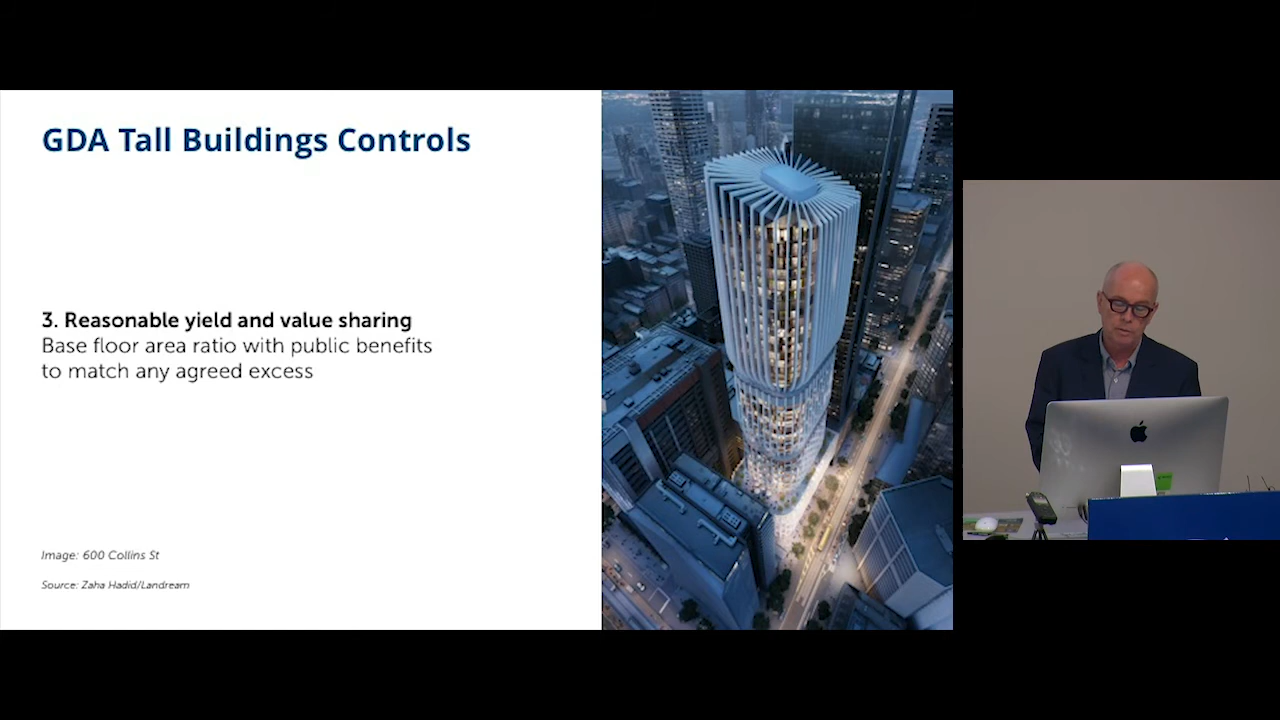 GDA Tall Buildings Controls
3. Reasonable yield and value sharing
Base floor area ratio with public benefits
to match any agreed excess
Image: 600 Collins St
Source: Zaha Hadid/Landream